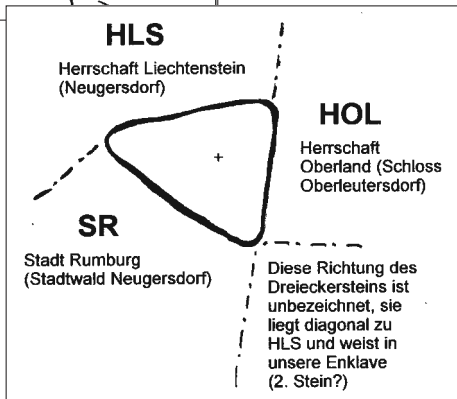 HLS
Herrschaft Liechtenstein
(Neugersdorf)
HOL
Herrschaft
Oberland (Schloss
Oberleutersdorf)
SR
Stadt Rumburg
(Stadtwald Neugersdorf)
Diese Richtung des
Dreieckersteins ist
unbezeichnet, sie
liegt diagonal zu
HLS und weist in
unsere Enklave
(2. Stein?)